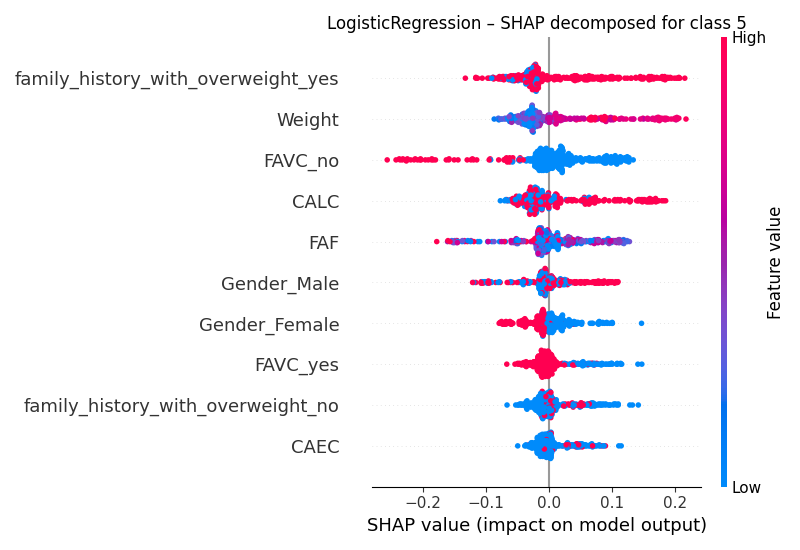 LogisticRegression – SHAP decomposed for class 5
High
family_history_with_overweight_yes
Weight
FAVC_no
CALC
FAF
Gender_Male
Gender_Female
FAVC_yes
family_history_with_overweight_no
CAEC
Feature value
Low
−0.2 −0.1 0.0 0.1 0.2
SHAP value (impact on model output)